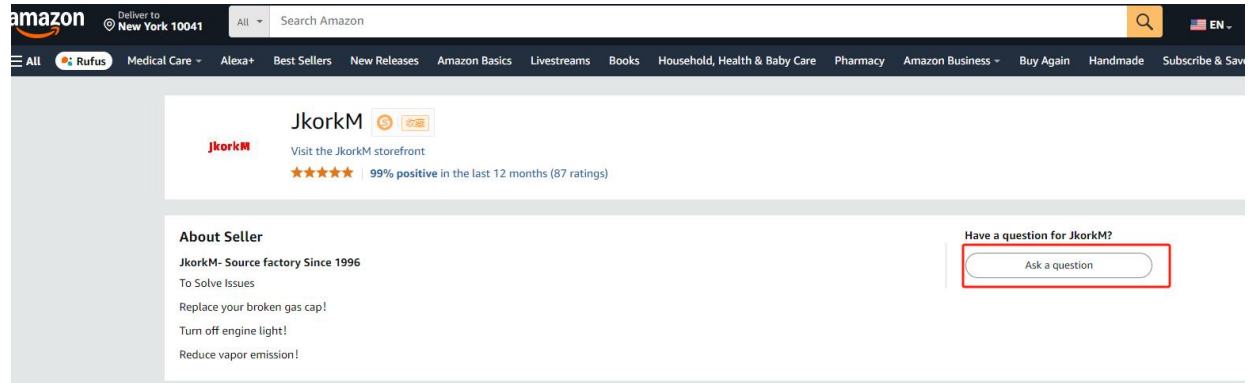 amazon
Deliver to
New York 10041
All
Search Amazon
EN
All
Rufus
Medical Care
Alexa+
Best Sellers
New Releases
Amazon Basics
Livestreams
Books
Household, Health & Baby Care
Pharmacy
Amazon Business
Buy Again
Handmade
Subscribe & Save
JkorkM
JkorkM
收藏
Visit the JkorkM storefront
99% positive in the last 12 months (87 ratings)
About Seller
JkorkM- Source factory Since 1996
To Solve Issues
Replace your broken gas cap!
Turn off engine light!
Reduce vapor emission!
Have a question for JkorkM?
Ask a question